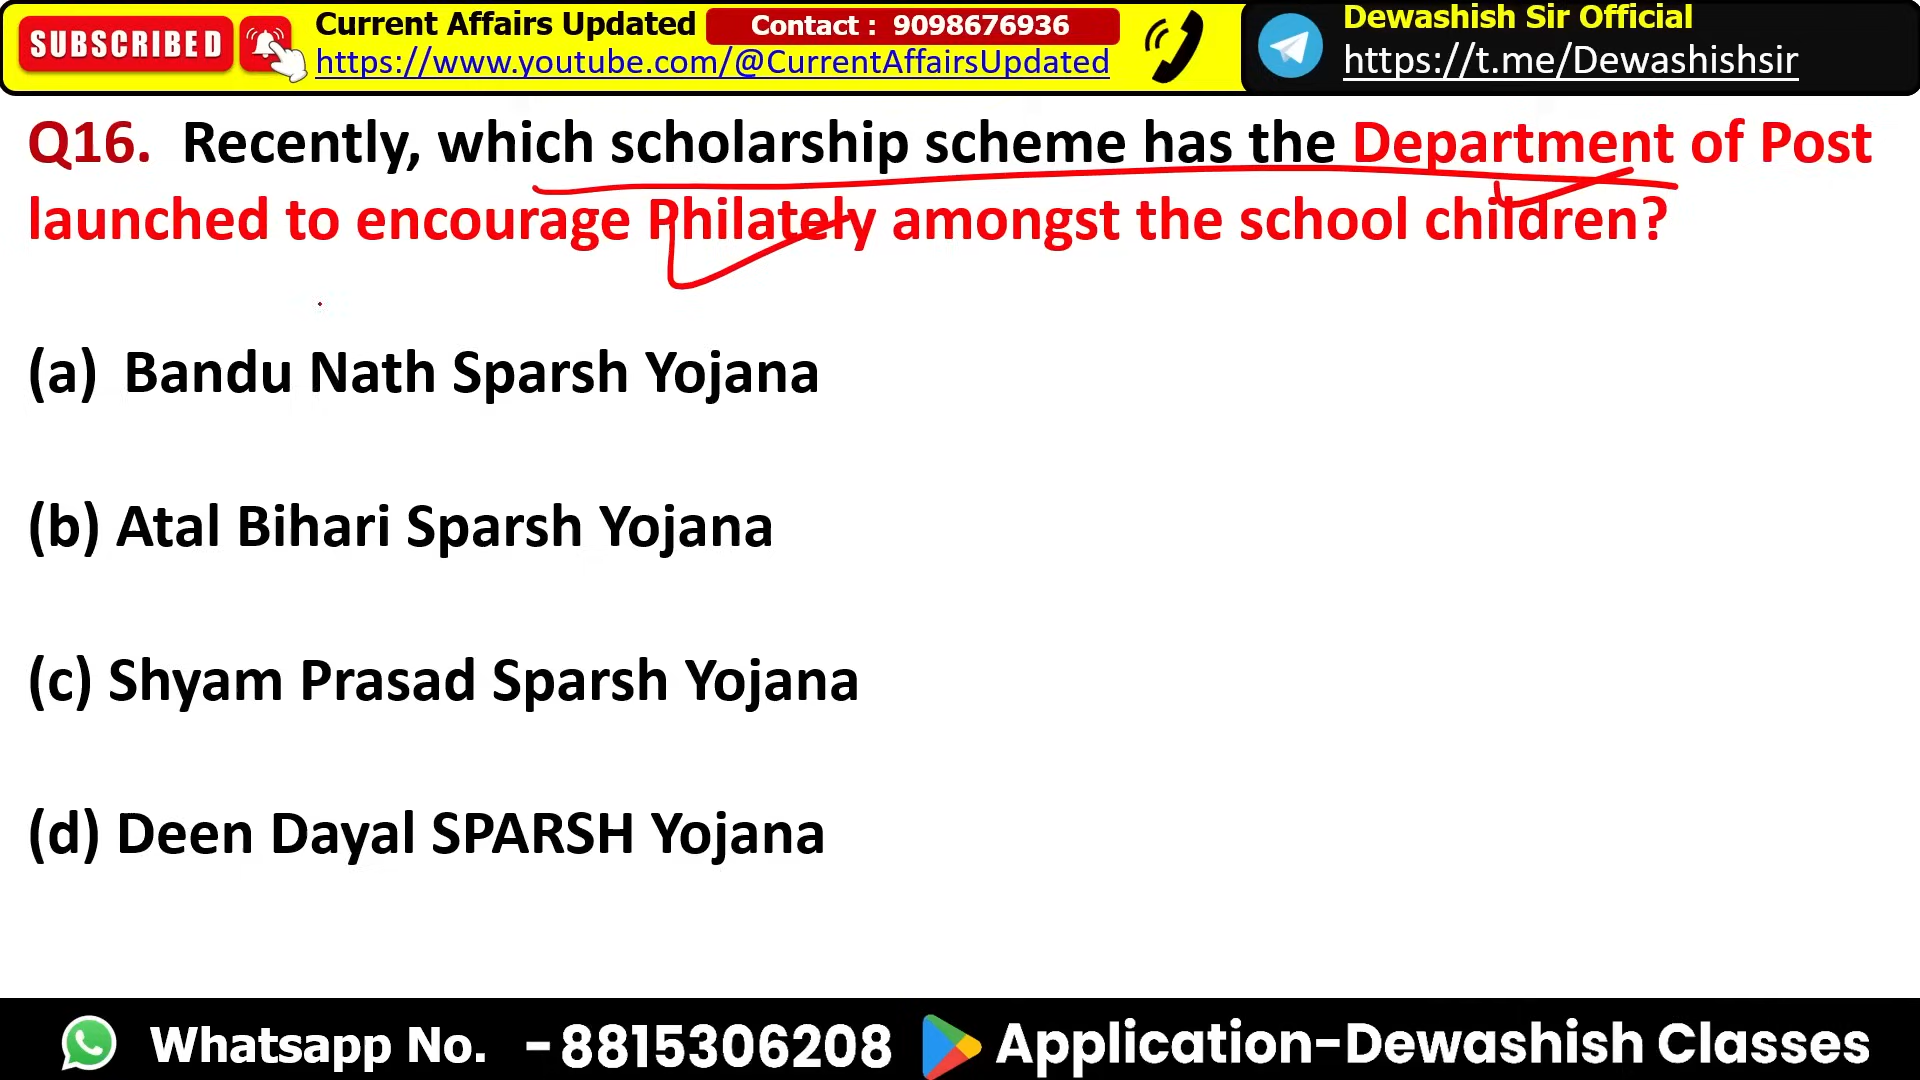 SUBSCRIBED
Current Affairs Updated
Contact : 9098676936
https://www.youtube.com/@CurrentAffairsUpdated
Dewashish Sir Official
https://t.me/Dewashishsir
Q16. Recently, which scholarship scheme has the Department of Post
launched to encourage Philately amongst the school children?
(a) Bandu Nath Sparsh Yojana
(b) Atal Bihari Sparsh Yojana
(c) Shyam Prasad Sparsh Yojana
(d) Deen Dayal SPARSH Yojana
Whatsapp No. -8815306208 Application-Dewashish Classes